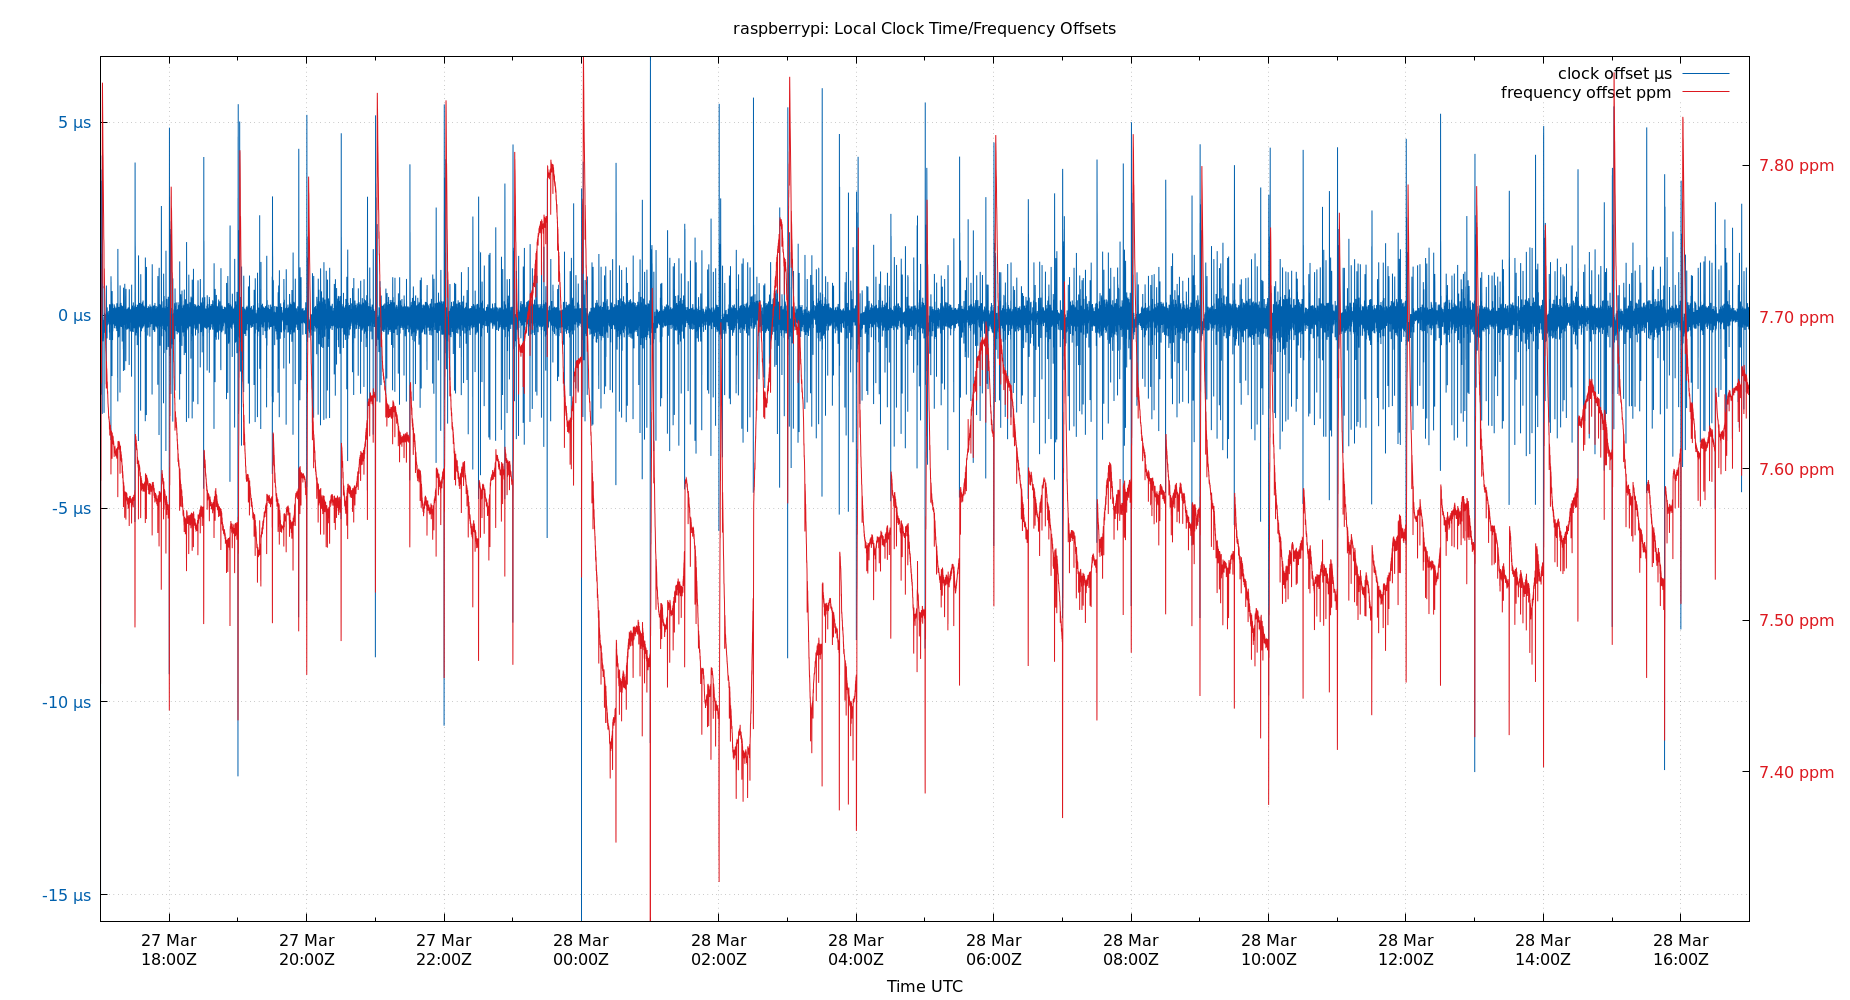 raspberrypi: Local Clock Time/Frequency Offsets
clock offset µs
frequency offset ppm
5 µs
0 µs
-5 µs
-10 µs
-15 µs
7.80 ppm
7.70 ppm
7.60 ppm
7.50 ppm
7.40 ppm
27 Mar 27 Mar 27 Mar 28 Mar 28 Mar 28 Mar 28 Mar 28 Mar 28 Mar 28 Mar 28 Mar 28 Mar
18:00Z 20:00Z 22:00Z 00:00Z 02:00Z 04:00Z 06:00Z 08:00Z 10:00Z 12:00Z 14:00Z 16:00Z
Time UTC